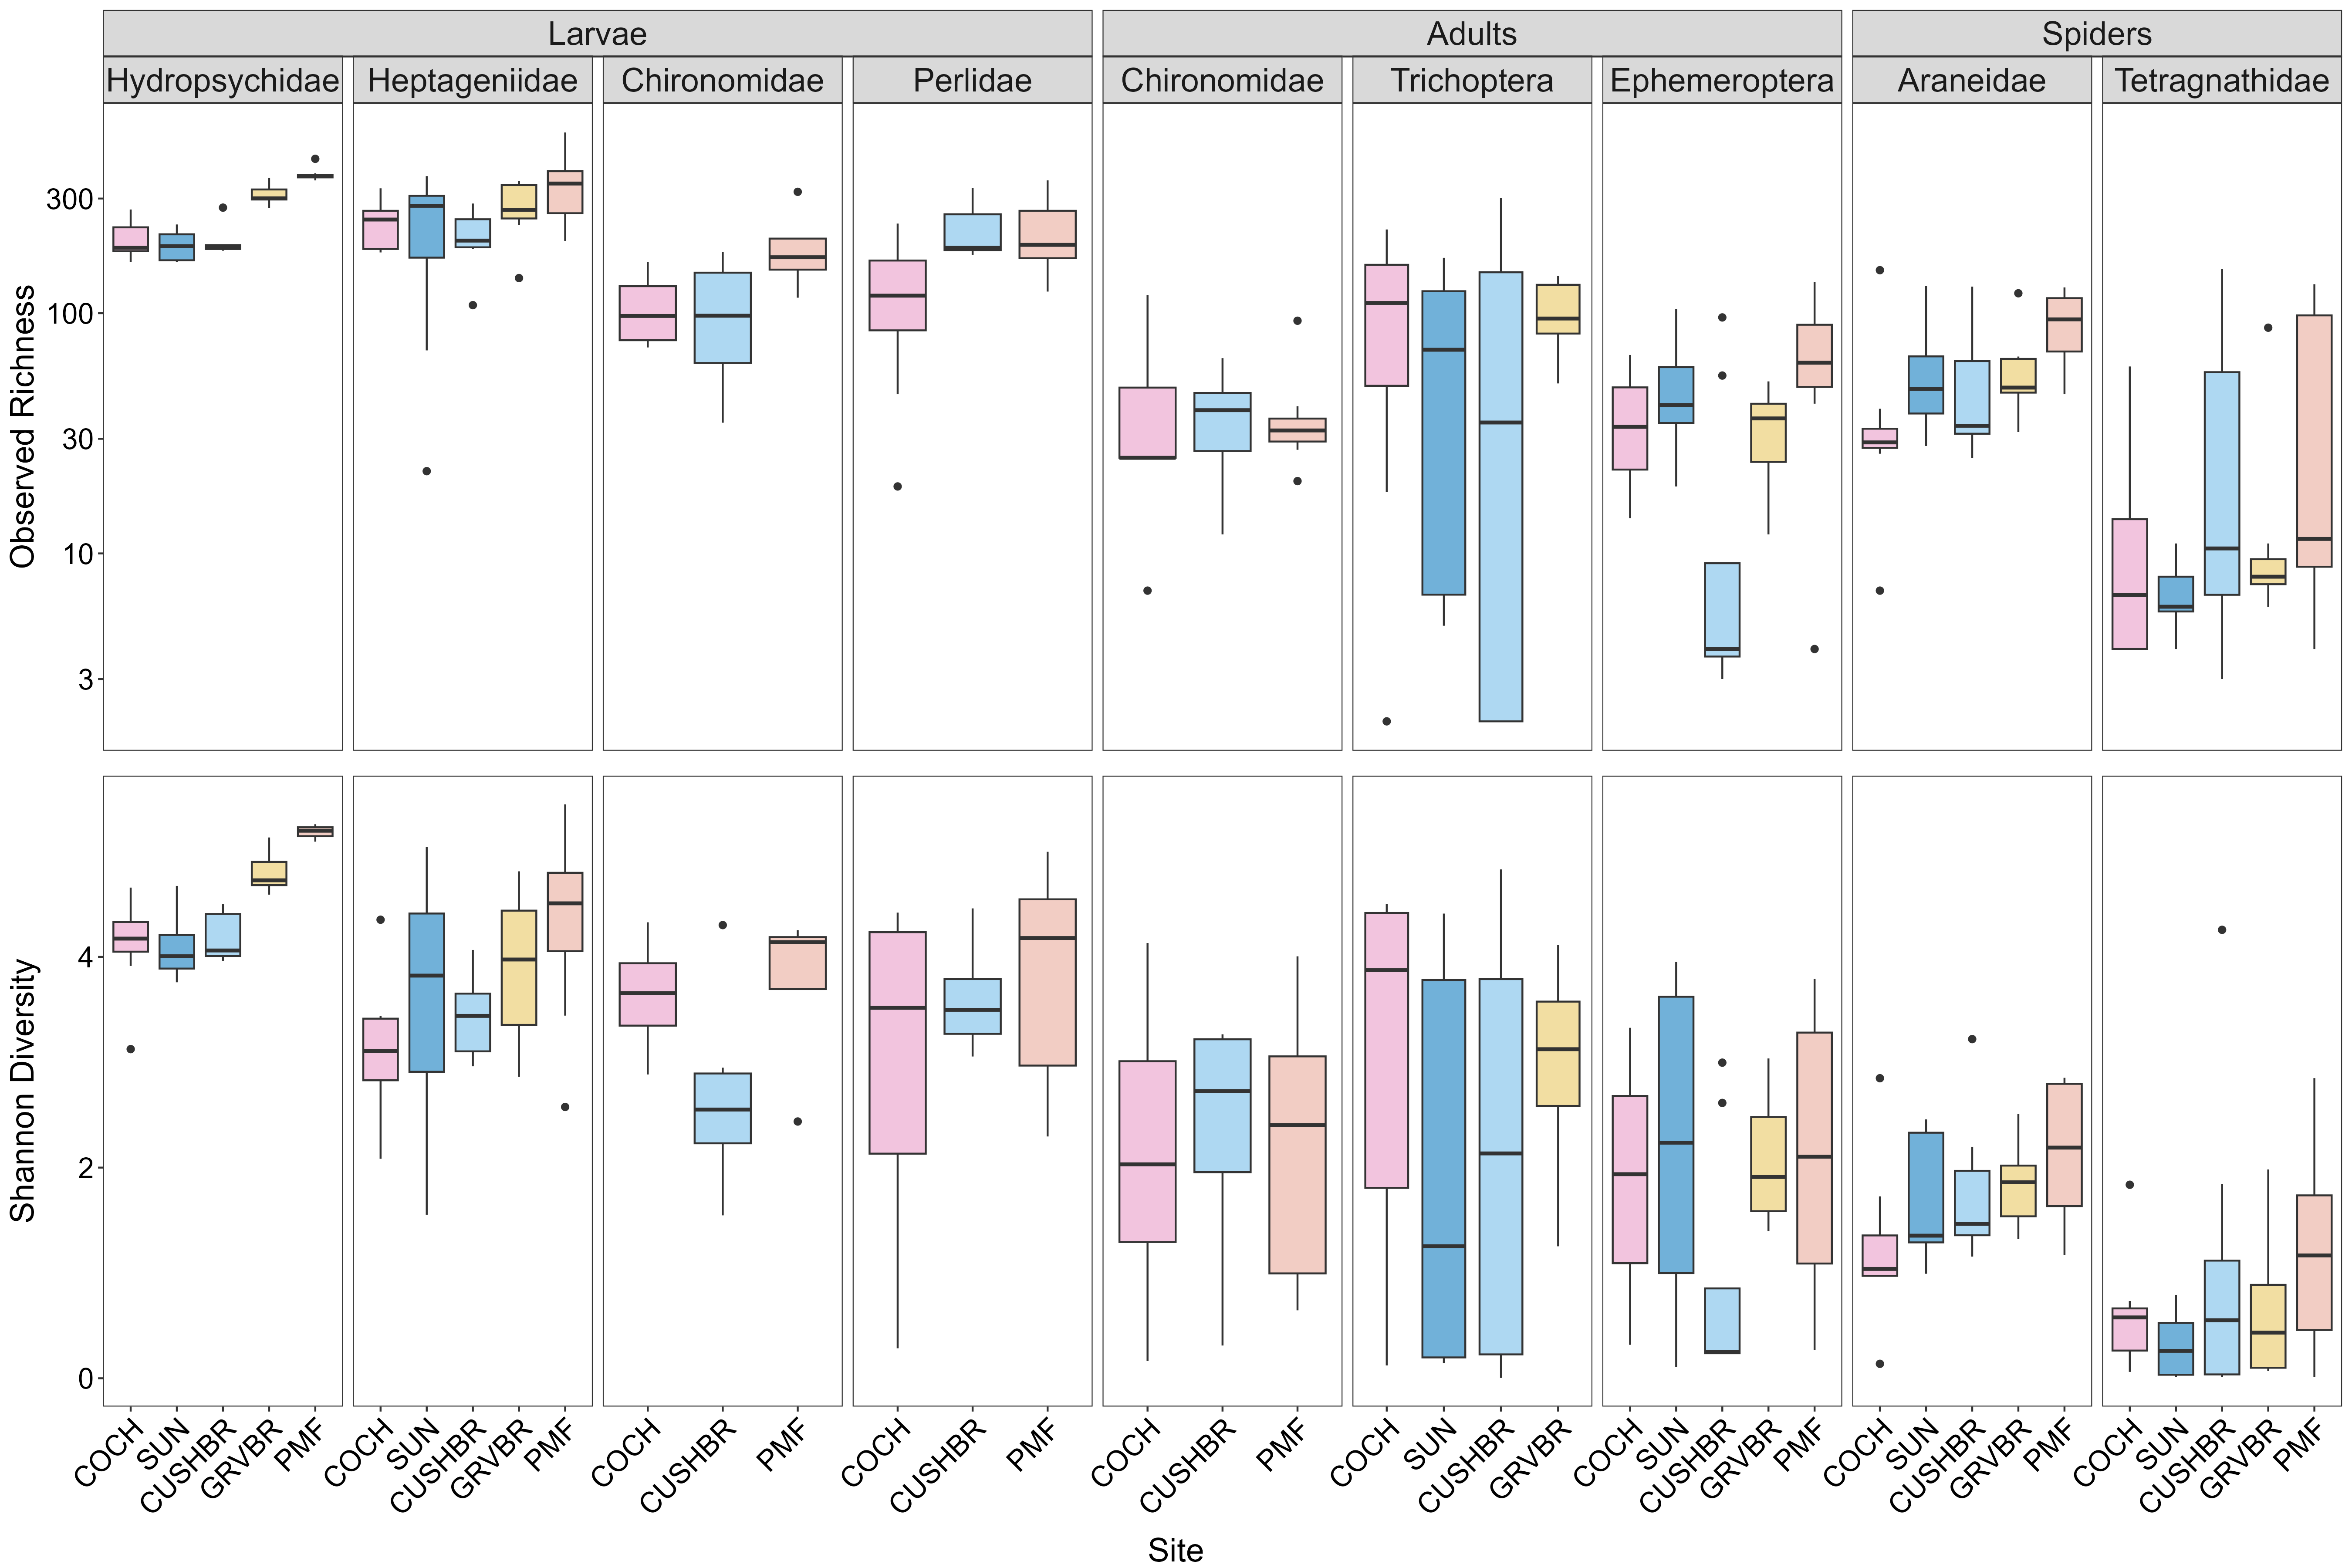 Larvae Adults Spiders
Hydropsychidae Heptageniidae Chironomidae Perlidae Chironomidae Trichoptera Ephemeroptera Araneidae Tetragnathidae
Observed Richness
300
100
30
10
3
Shannon Diversity
4
2
0
COCH SUN CUSHBR GRVBR PMF COCH SUN CUSHBR GRVBR PMF COCH CUSHBR PMF COCH CUSHBR PMF COCH CUSHBR PMF COCH SUN CUSHBR GRVBR COCH SUN CUSHBR GRVBR PMF COCH SUN CUSHBR GRVBR PMF COCH SUN CUSHBR GRVBR PMF
Site